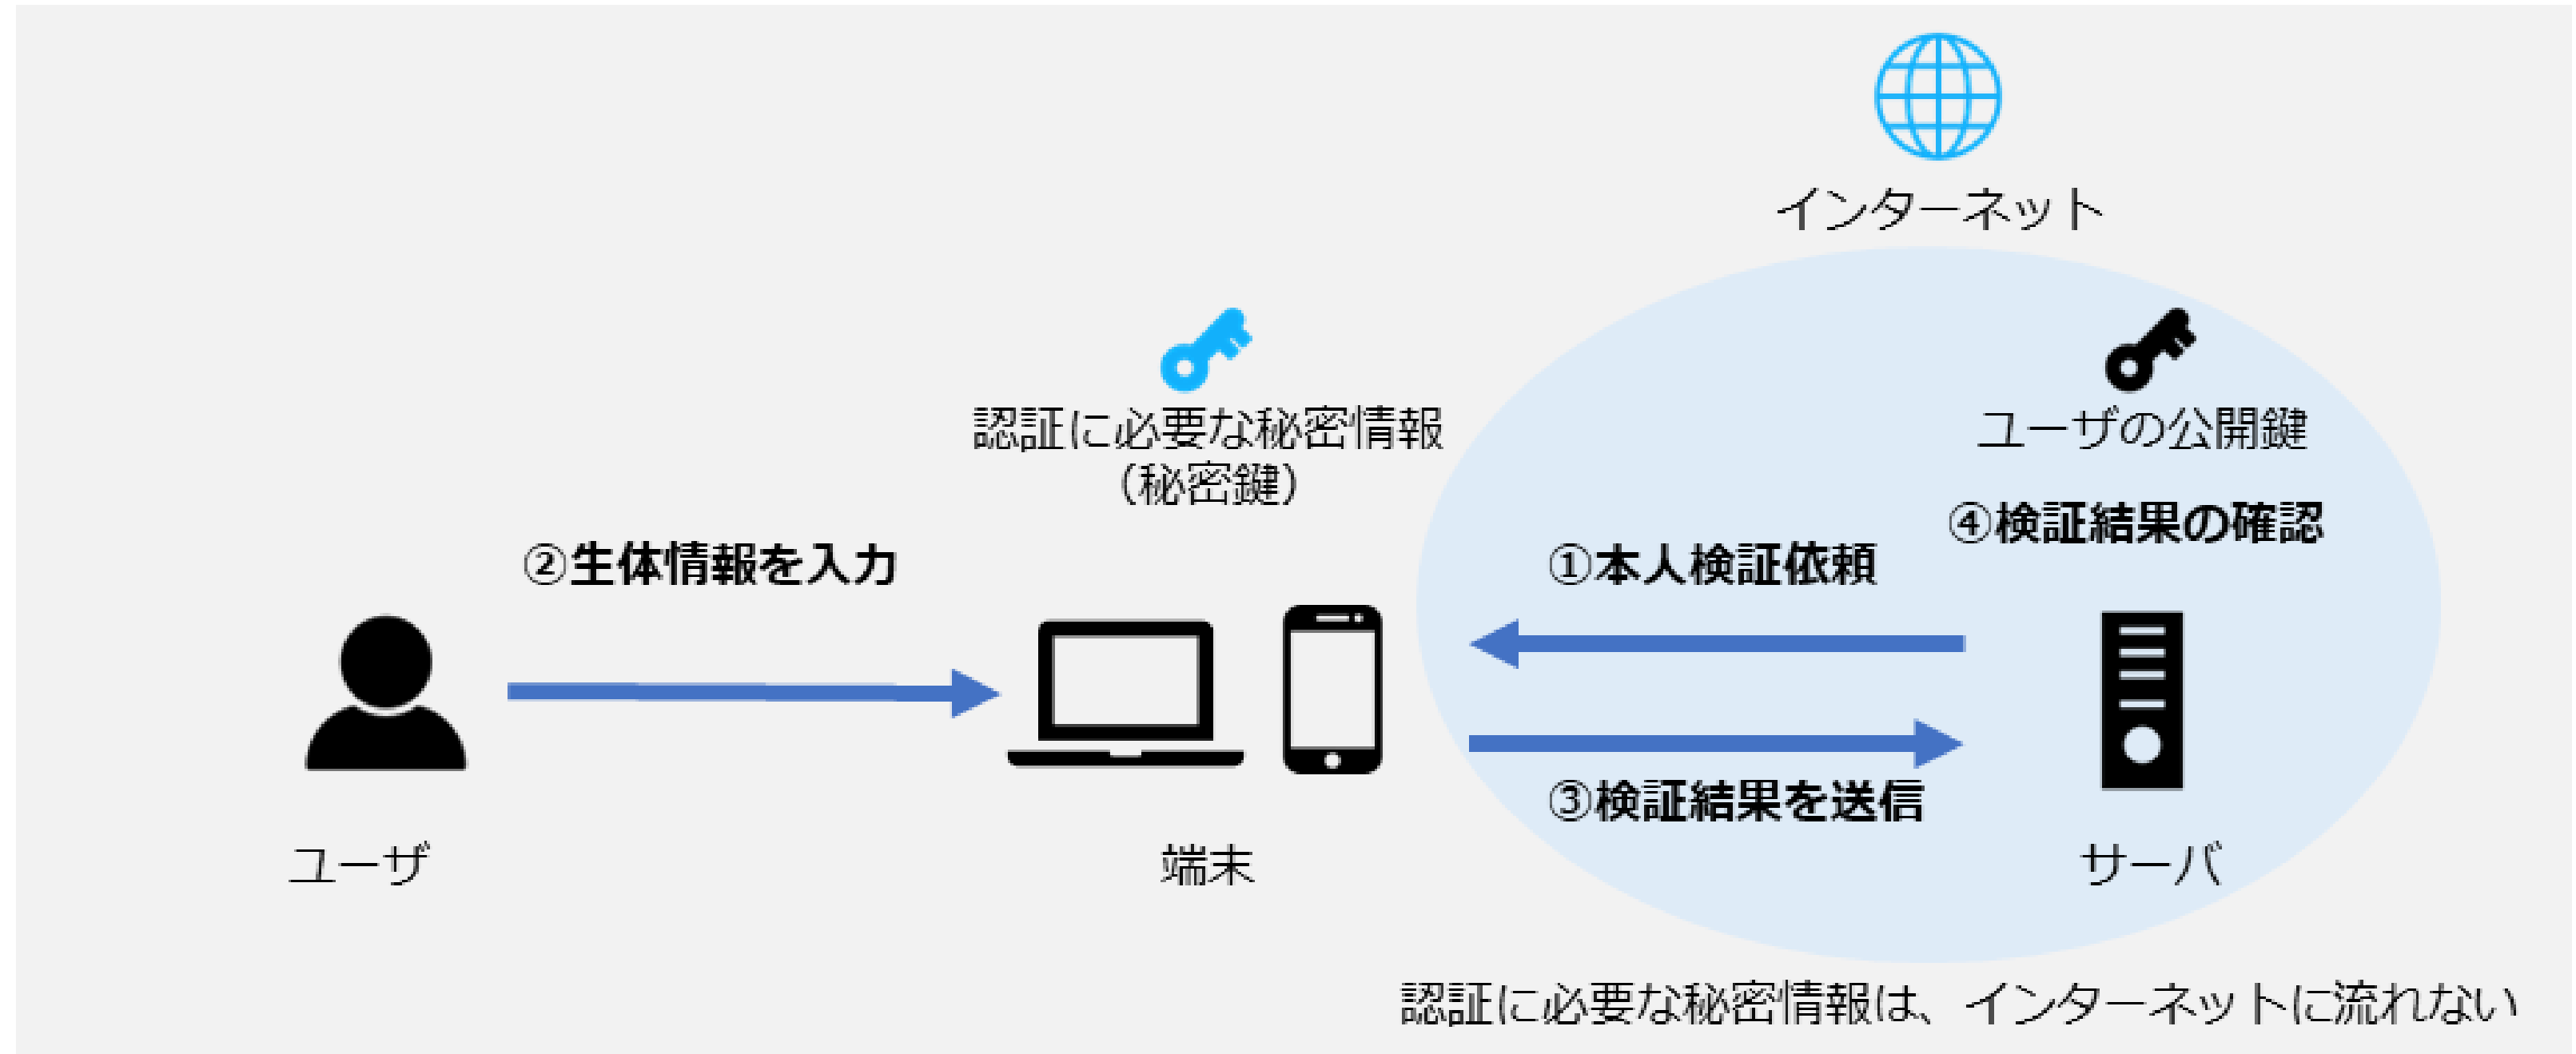 インターネット
認証に必要な秘密情報
（秘密鍵）
ユーザの公開鍵
④検証結果の確認
②生体情報を入力
①本人検証依頼
③検証結果を送信
ユーザ
端末
サーバ
認証に必要な秘密情報は、インターネットに流れない